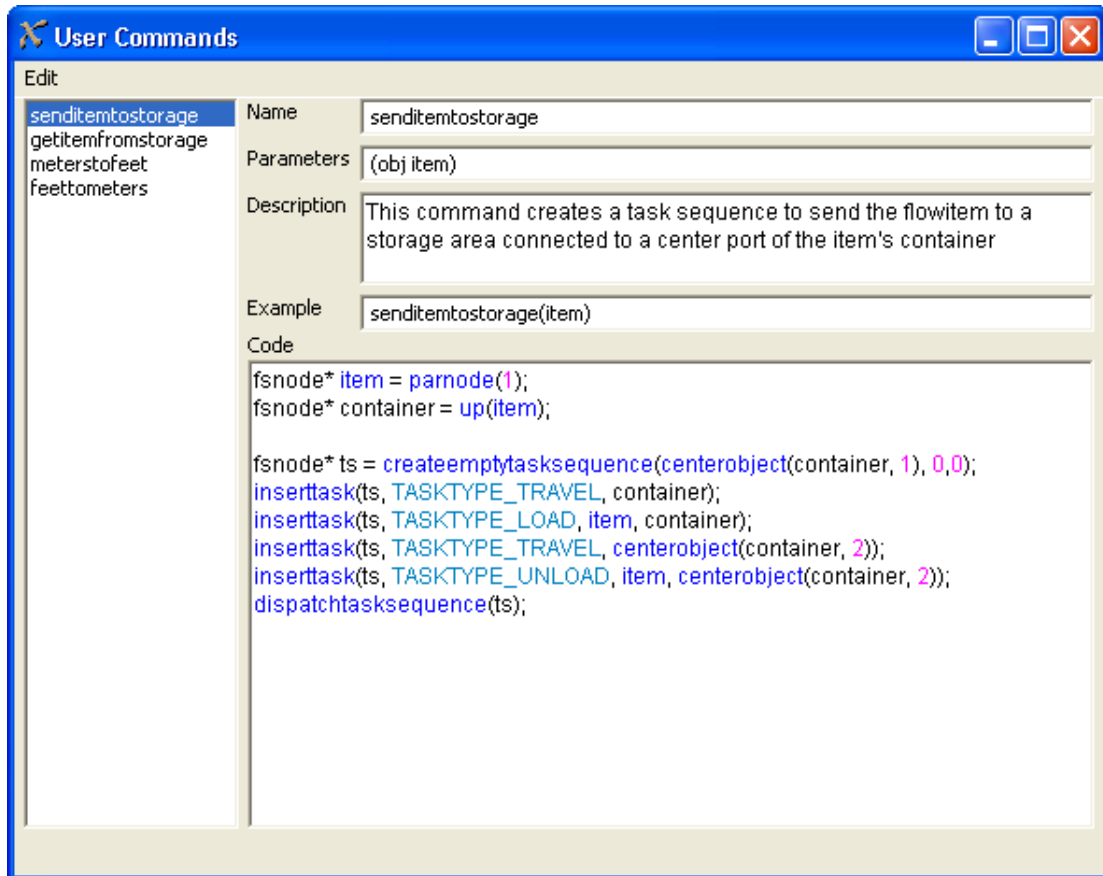 User Commands
Edit
senditemtostorage
getitemfromstorage
meterstofeet
feettometers
Name
senditemtostorage
Parameters
(obj item)
Description
This command creates a task sequence to send the flowitem to a
storage area connected to a center port of the item's container
Example
senditemtostorage(item)
Code
fsnode* item = parnode(1);
fsnode* container = up(item);
fsnode* ts = createemptytasksequence(centerobject(container, 1), 0,0);
inserttask(ts, TASKTYPE_TRAVEL, container);
inserttask(ts, TASKTYPE_LOAD, item, container);
inserttask(ts, TASKTYPE_TRAVEL, centerobject(container, 2));
inserttask(ts, TASKTYPE_UNLOAD, item, centerobject(container, 2));
dispatchtasksequence(ts);